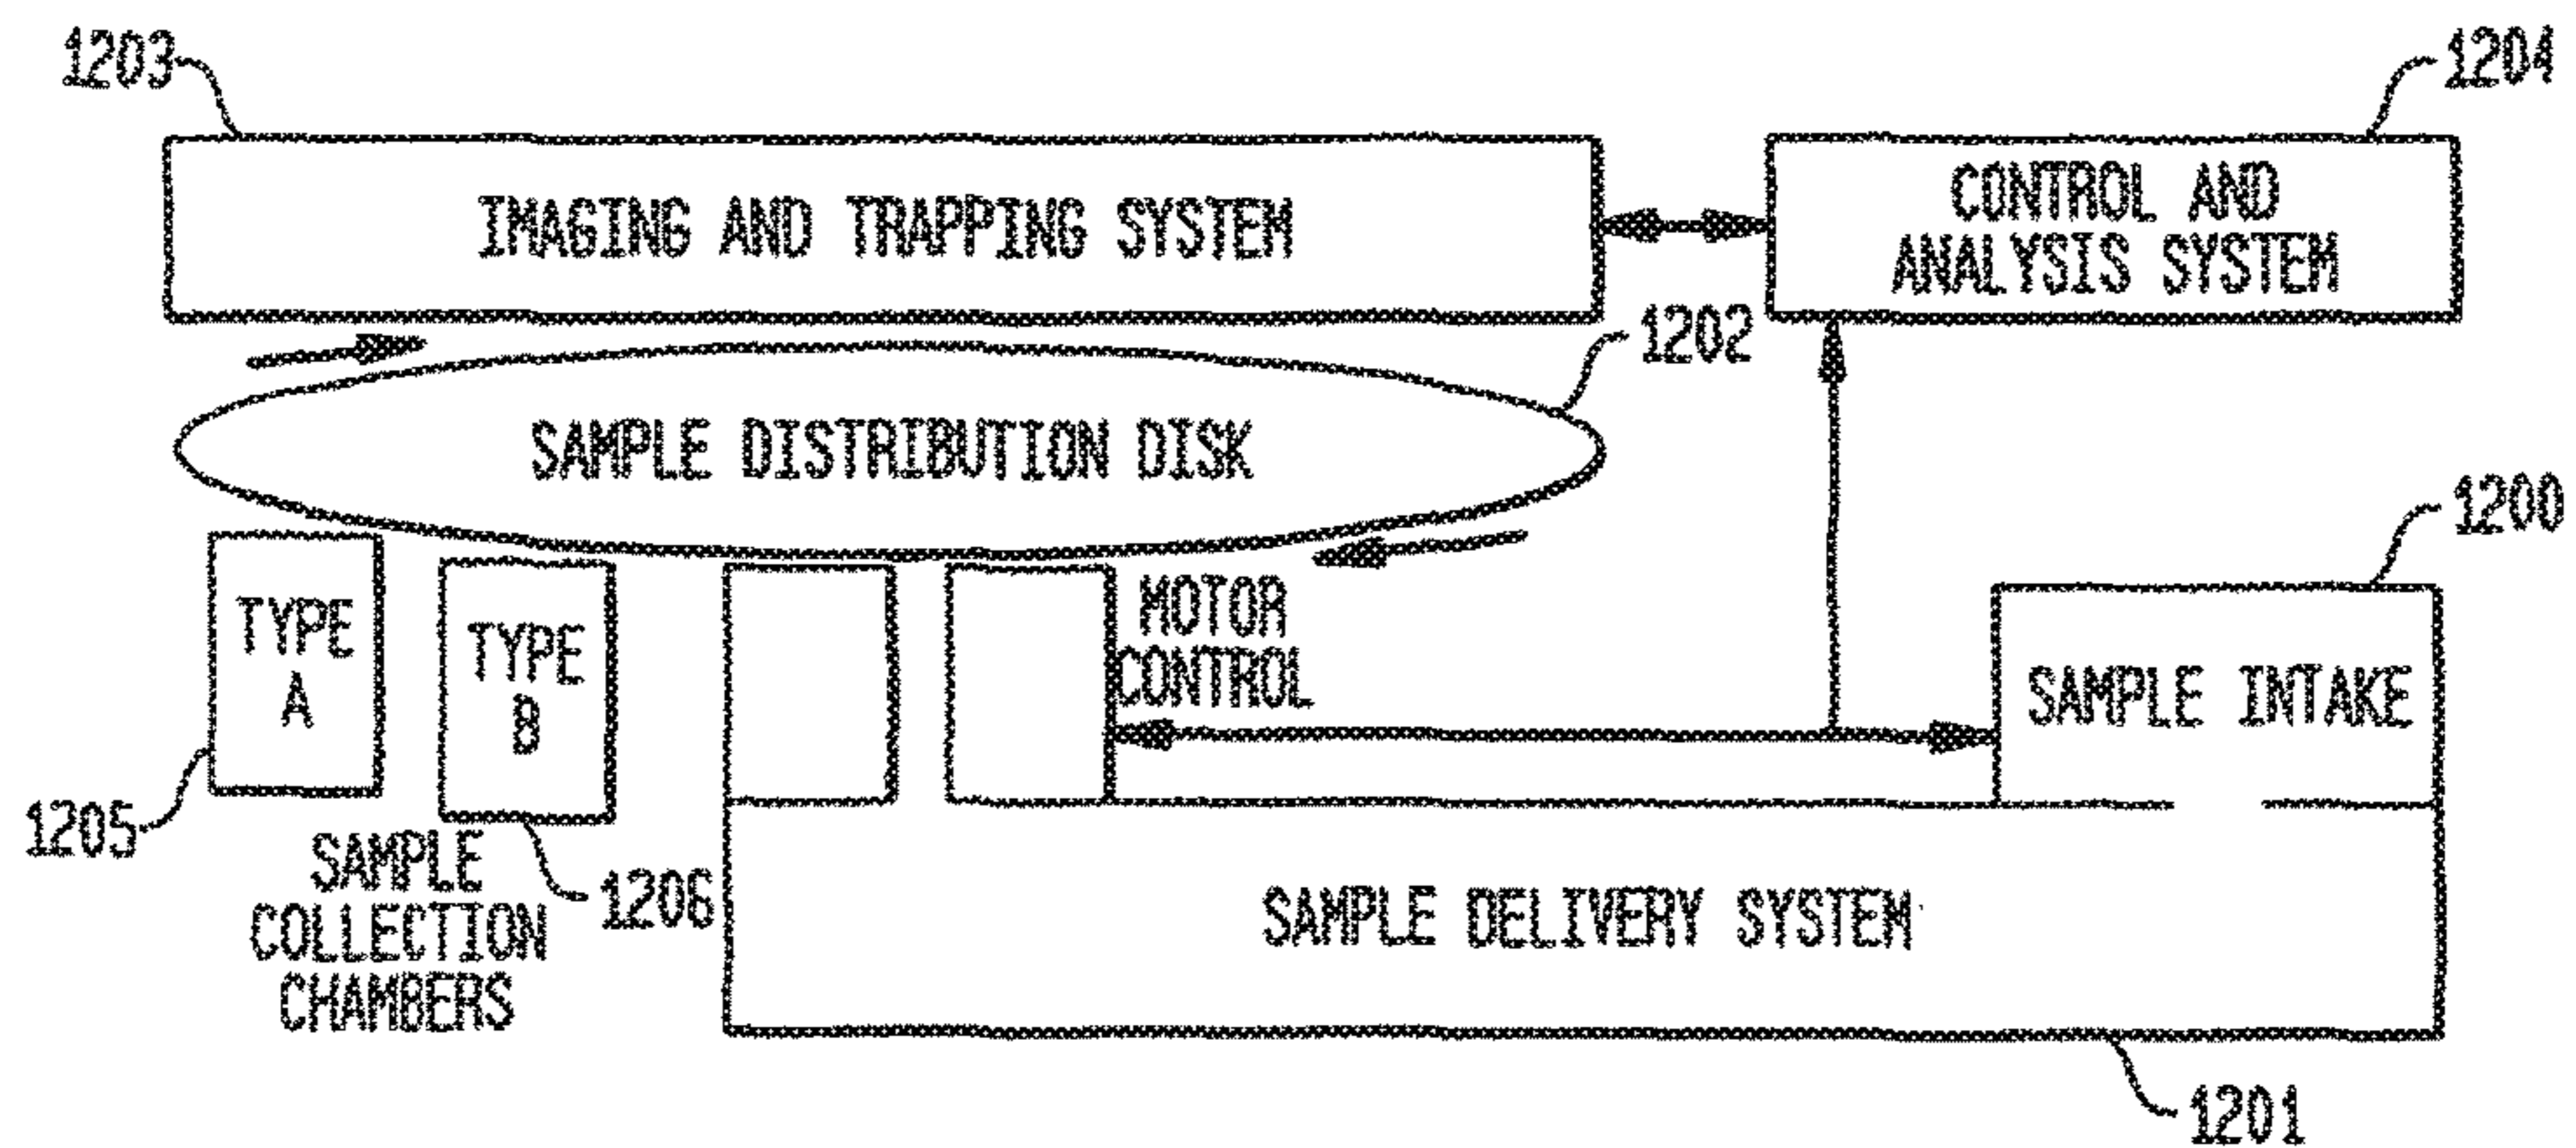 1203
1204
IMAGING AND TRAPPING SYSTEM
CONTROL AND
ANALYSIS SYSTEM
1202
SAMPLE DISTRIBUTION DISK
1200
TYPE
A
TYPE
B
MOTOR
CONTROL
SAMPLE INTAKE
1205
SAMPLE
COLLECTION
CHAMBERS
1206
SAMPLE DELIVERY SYSTEM
1201